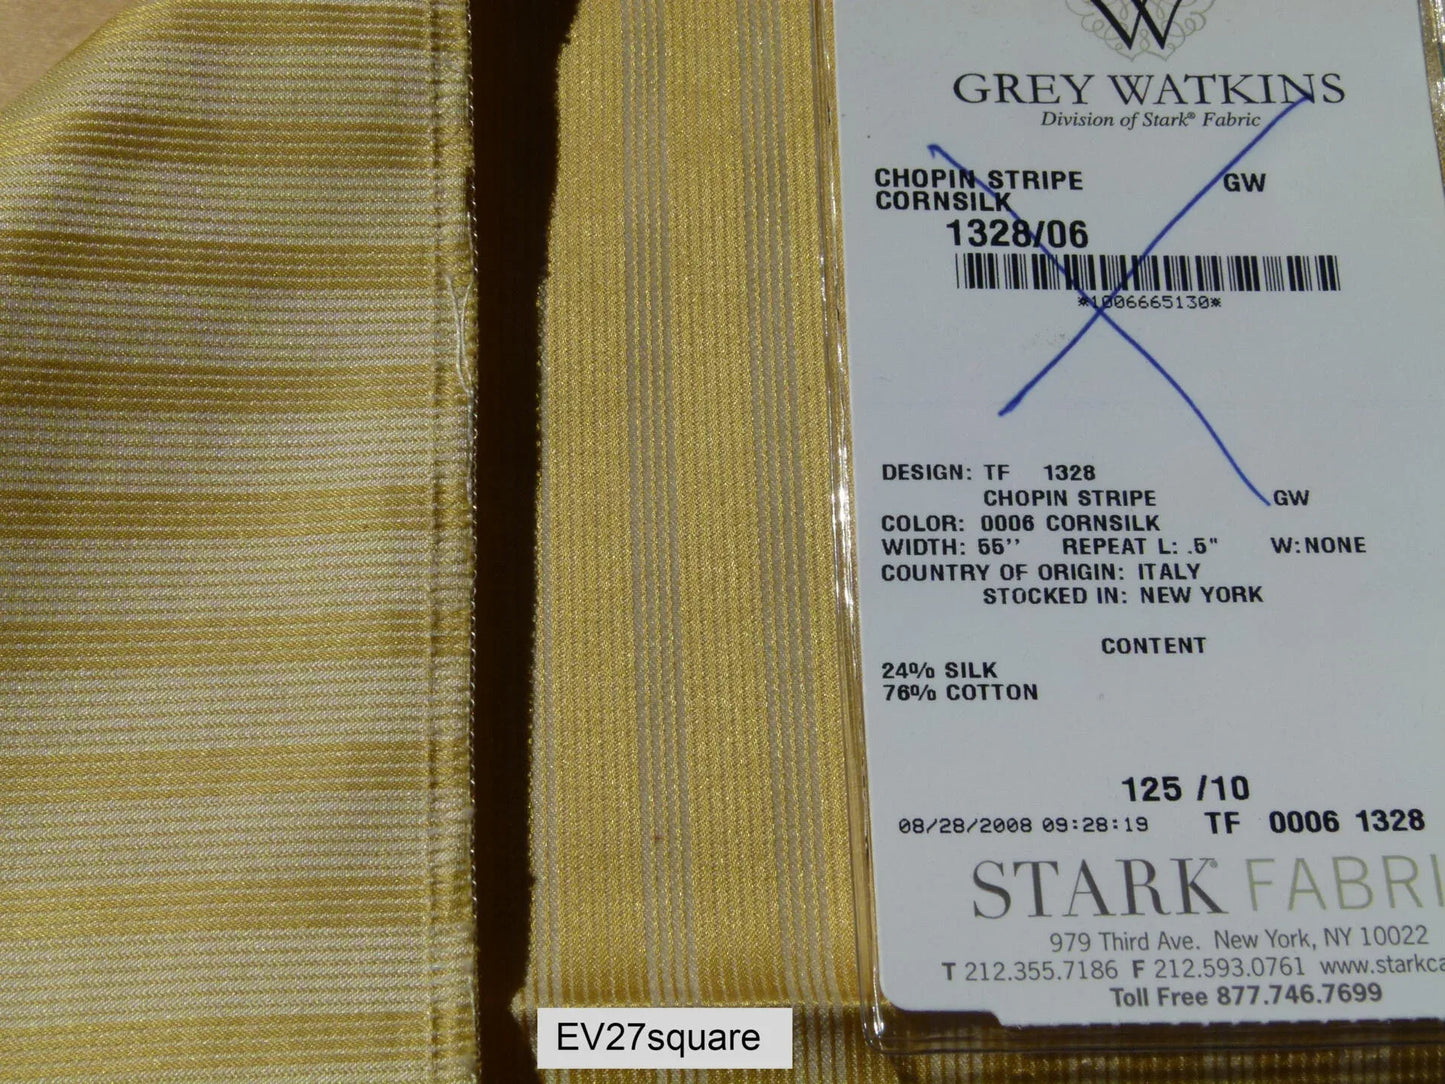 W
GREY WATKINS
Division of Stark® Fabric
CHOPIN STRIPE GW
CORNSILK
1328/06
*1006665130*
DESIGN: TF 1328
CHOPIN STRIPE GW
COLOR: 0006 CORNSILK
WIDTH: 55'' REPEAT L: .5" W:NONE
COUNTRY OF ORIGIN: ITALY
STOCKED IN: NEW YORK
CONTENT
24% SILK
76% COTTON
125 /10
08/28/2008 09:28:19 TF 0006 1328
STARK® FABRI
979 Third Ave. New York, NY 10022
T 212.355.7186 F 212.593.0761 www.starkca
Toll Free 877.746.7699
EV27square